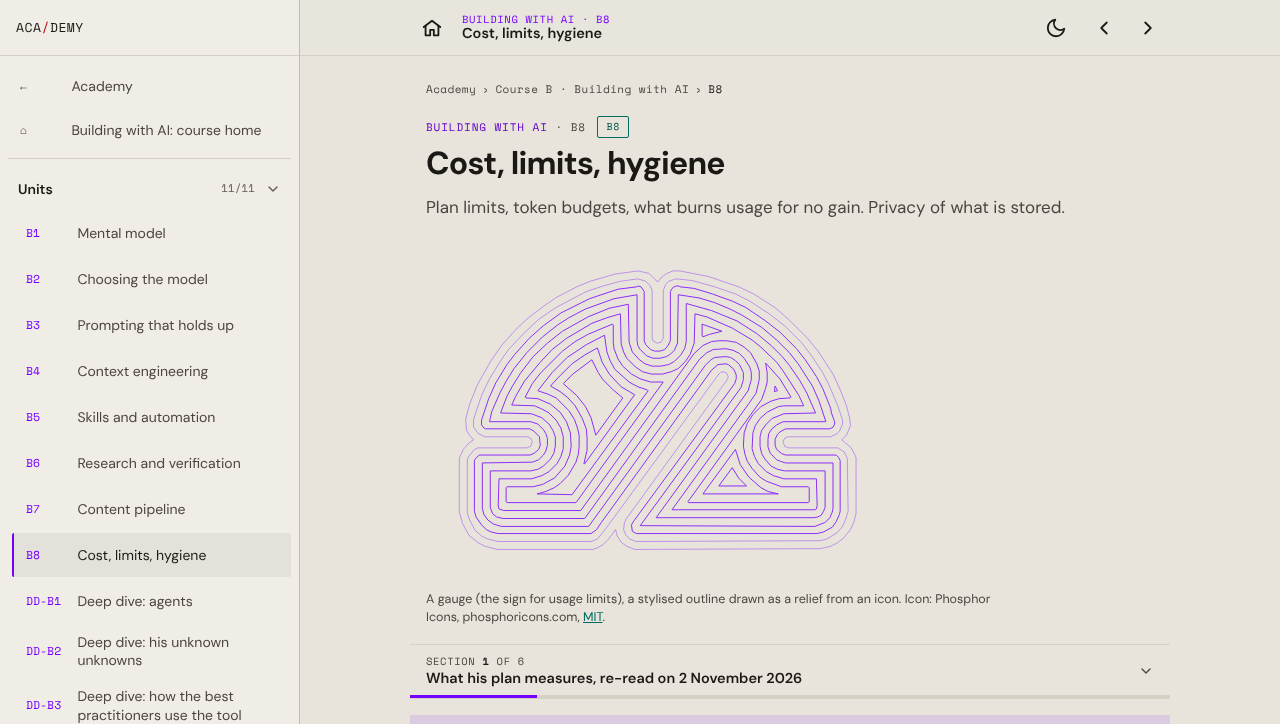 ACA/DEMY
← Academy
⌂ Building with AI: course home
Units 11/11
B1 Mental model
B2 Choosing the model
B3 Prompting that holds up
B4 Context engineering
B5 Skills and automation
B6 Research and verification
B7 Content pipeline
B8 Cost, limits, hygiene
DD-B1 Deep dive: agents
DD-B2 Deep dive: his unknown
unknowns
DD-B3 Deep dive: how the best
practitioners use the tool
BUILDING WITH AI · B8
Cost, limits, hygiene
Academy › Course B · Building with AI › B8
BUILDING WITH AI · B8 B8
Cost, limits, hygiene
Plan limits, token budgets, what burns usage for no gain. Privacy of what is stored.
A gauge (the sign for usage limits), a stylised outline drawn as a relief from an icon. Icon: Phosphor
Icons, phosphoricons.com, MIT.
SECTION 1 OF 6
What his plan measures, re-read on 2 November 2026